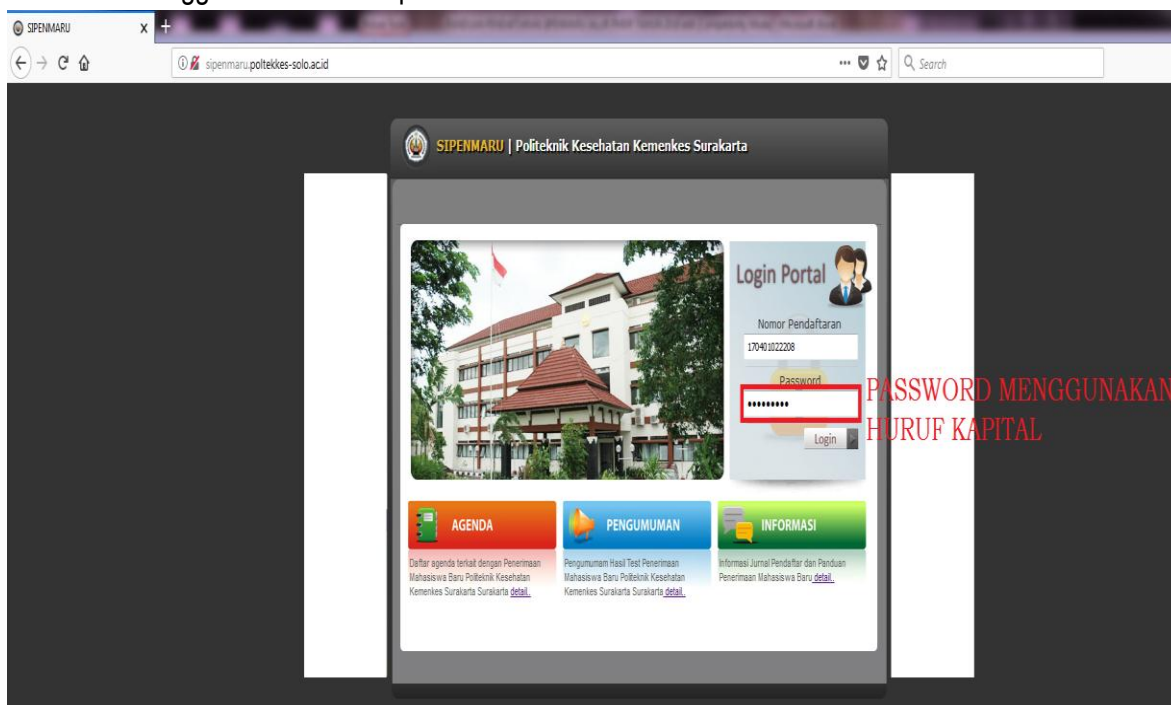 SIPENMARU x +
sipenmaru.poltekkes-solo.ac.id
Search
SIPENMARU | Politeknik Kesehatan Kemenkes Surakarta
Login Portal
Nomor Pendaftaran
170401022208
Password
•••••••••
PASSWORD MENGGUNAKAN
HURUF KAPITAL
Login
AGENDA
Daftar agenda terkait dengan Penerimaan
Mahasiswa Baru Politeknik Kesehatan
Kemenkes Surakarta Surakarta detail..
PENGUMUMAN
Pengumuman Hasil Test Penerimaan
Mahasiswa Baru Politeknik Kesehatan
Kemenkes Surakarta Surakarta detail..
INFORMASI
Informasi Jurnal Pendaftar dan Panduan
Penerimaan Mahasiswa Baru detail..